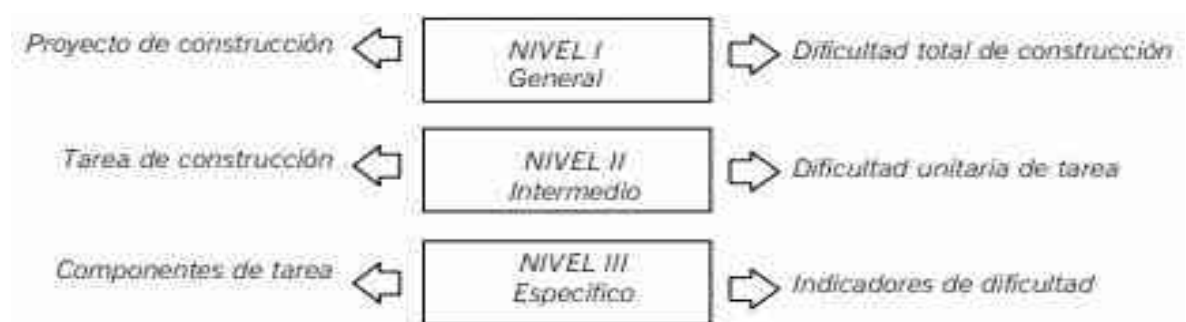 Proyecto de construcción
NIVEL I
General
Dificultad total de construcción
Tarea de construcción
NIVEL II
Intermedio
Dificultad unitaria de tarea
Componentes de tarea
NIVEL III
Específico
Indicadores de dificultad